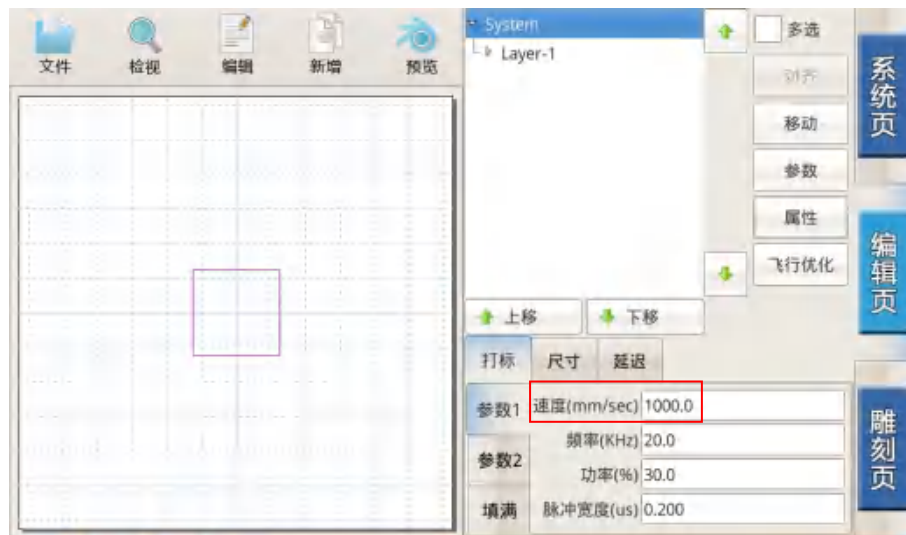 文件
检视
编辑
新增
预览
System
Layer-1
多选
对齐
移动
参数
属性
飞行优化
上移
下移
打标
尺寸
延迟
参数1
速度(mm/sec) 1000.0
頻率(KHz) 20.0
参数2
功率(%) 30.0
填满
脉冲宽度(us) 0.200
系统页
编辑页
雕刻页